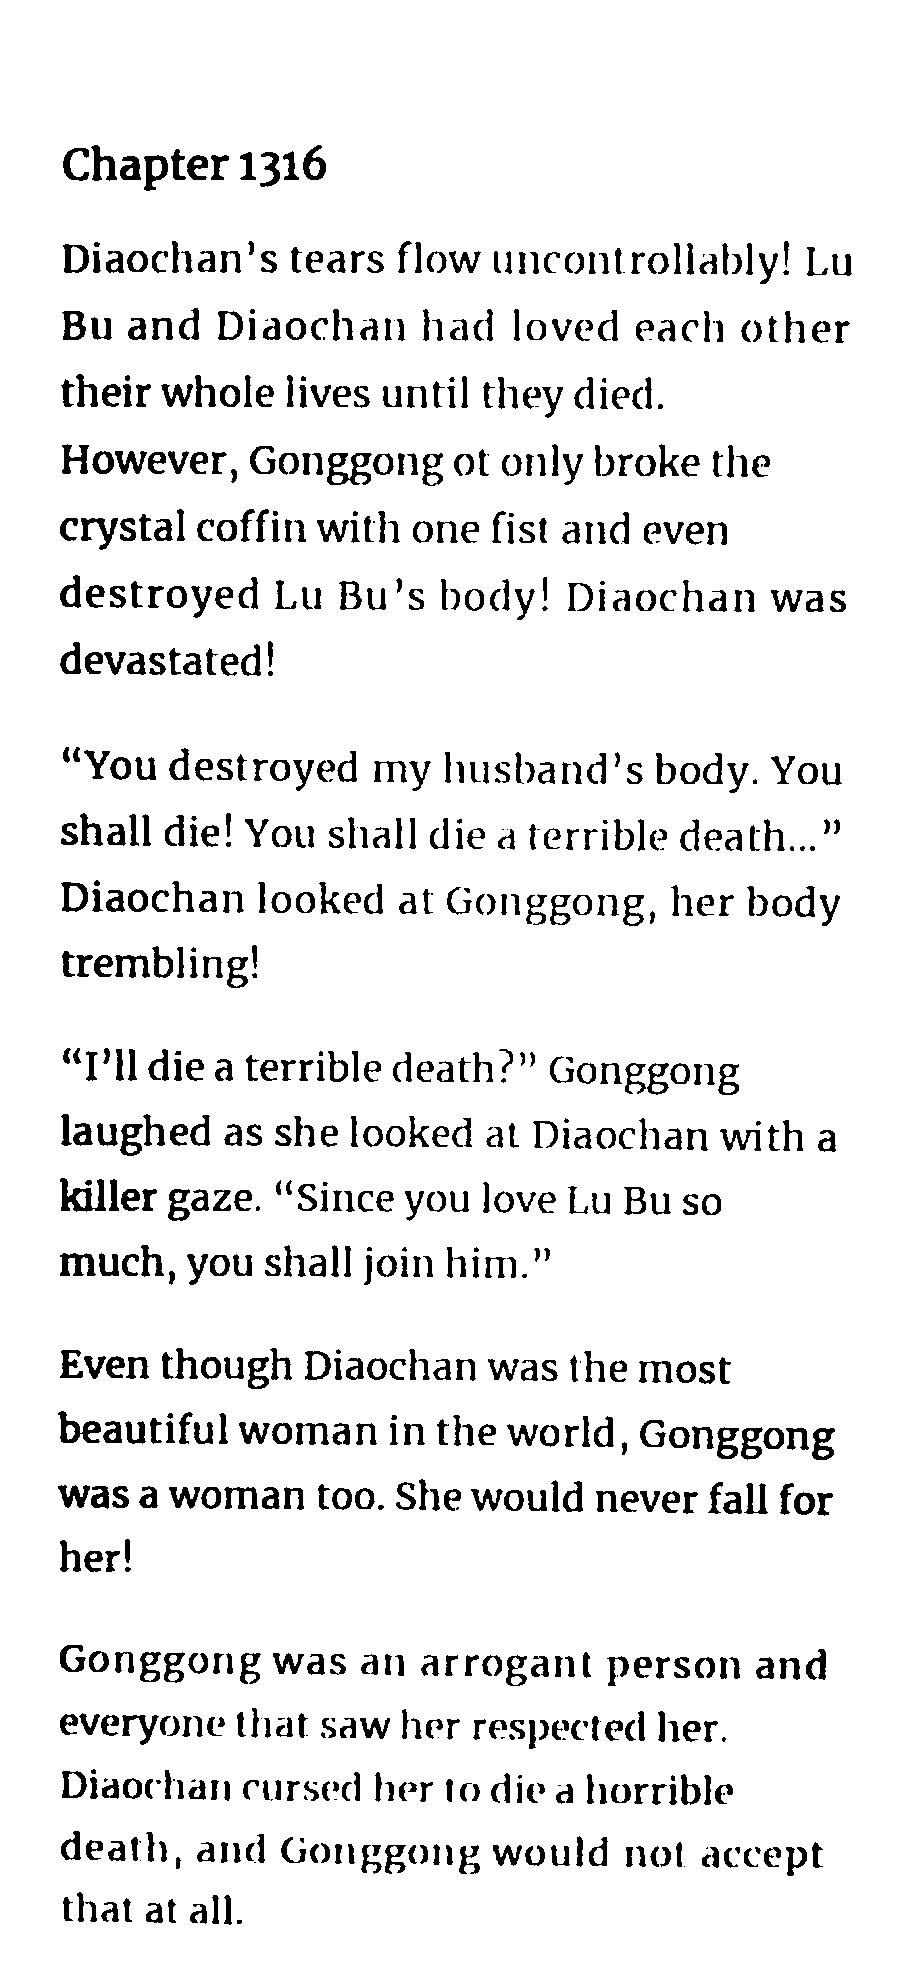 Chapter 1316
Diaochan's tears flow uncontrollably! Lu
Bu and Diaochan had loved each other
their whole lives until they died.
However, Gonggong ot only broke the
crystal coffin with one fist and even
destroyed Lu Bu's body! Diaochan was
devastated!
“You destroyed my husband's body. You
shall die! You shall die a terrible death...”
Diaochan looked at Gonggong, her body
trembling!
“I'll die a terrible death?” Gonggong
laughed as she looked at Diaochan with a
killer gaze. “Since you love Lu Bu so
much, you shall join him.”
Even though Diaochan was the most
beautiful woman in the world, Gonggong
was a woman too. She would never fall for
her!
Gonggong was an arrogant person and
everyone that saw her respected her.
Diaochan cursed her to die a horrible
death, and Gonggong would not accept
that at all.